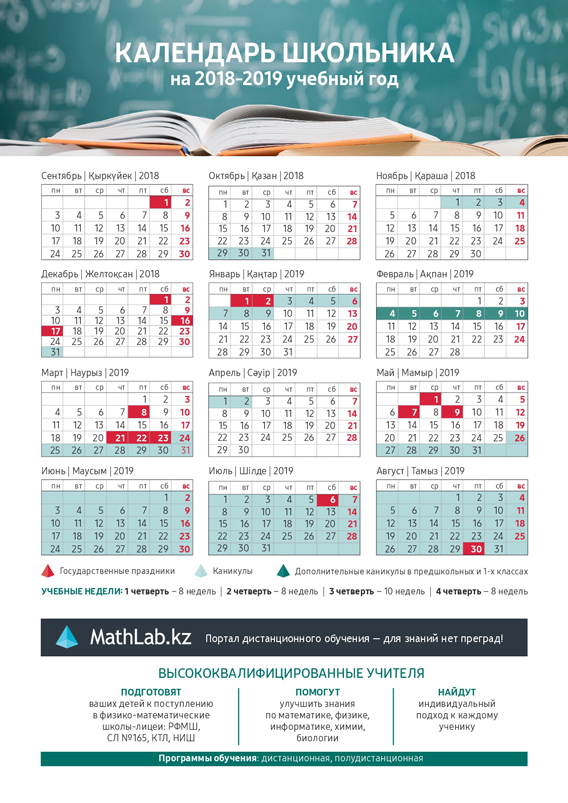 КАЛЕНДАРЬ ШКОЛЬНИКА
на 2018-2019 учебный год
Сентябрь | Қыркүйек | 2018
пн вт ср чт пт сб вс
1 2
3 4 5 6 7 8 9
10 11 12 13 14 15 16
17 18 19 20 21 22 23
24 25 26 27 28 29 30
Октябрь | Қазан | 2018
пн вт ср чт пт сб вс
1 2 3 4 5 6 7
8 9 10 11 12 13 14
15 16 17 18 19 20 21
22 23 24 25 26 27 28
29 30 31
Ноябрь | Қараша | 2018
пн вт ср чт пт сб вс
1 2 3 4
5 6 7 8 9 10 11
12 13 14 15 16 17 18
19 20 21 22 23 24 25
26 27 28 29 30
Декабрь | Желтоқсан | 2018
пн вт ср чт пт сб вс
1 2
3 4 5 6 7 8 9
10 11 12 13 14 15 16
17 18 19 20 21 22 23
24 25 26 27 28 29 30
31
Январь | Қаңтар | 2019
пн вт ср чт пт сб вс
1 2 3 4 5 6
7 8 9 10 11 12 13
14 15 16 17 18 19 20
21 22 23 24 25 26 27
28 29 30 31
Февраль | Ақпан | 2019
пн вт ср чт пт сб вс
1 2 3
4 5 6 7 8 9 10
11 12 13 14 15 16 17
18 19 20 21 22 23 24
25 26 27 28
Март | Наурыз | 2019
пн вт ср чт пт сб вс
1 2 3
4 5 6 7 8 9 10
11 12 13 14 15 16 17
18 19 20 21 22 23 24
25 26 27 28 29 30 31
Апрель | Сәуір | 2019
пн вт ср чт пт сб вс
1 2 3 4 5 6 7
8 9 10 11 12 13 14
15 16 17 18 19 20 21
22 23 24 25 26 27 28
29 30
Май | Мамыр | 2019
пн вт ср чт пт сб вс
1 2 3 4 5
6 7 8 9 10 11 12
13 14 15 16 17 18 19
20 21 22 23 24 25 26
27 28 29 30 31
Июнь | Маусым | 2019
пн вт ср чт пт сб вс
1 2
3 4 5 6 7 8 9
10 11 12 13 14 15 16
17 18 19 20 21 22 23
24 25 26 27 28 29 30
Июль | Шілде | 2019
пн вт ср чт пт сб вс
1 2 3 4 5 6 7
8 9 10 11 12 13 14
15 16 17 18 19 20 21
22 23 24 25 26 27 28
29 30 31
Август | Тамыз | 2019
пн вт ср чт пт сб вс
1 2 3 4
5 6 7 8 9 10 11
12 13 14 15 16 17 18
19 20 21 22 23 24 25
26 27 28 29 30 31
Государственные праздники Каникулы Дополнительные каникулы в предшкольных и 1-х классах
УЧЕБНЫЕ НЕДЕЛИ: 1 четверть – 8 недель | 2 четверть – 8 недель | 3 четверть – 10 недель | 4 четверть – 8 недель
MathLab.kz Портал дистанционного обучения — для знаний нет преград!
ВЫСОКОКВАЛИФИЦИРОВАННЫЕ УЧИТЕЛЯ
ПОДГОТОВЯТ
ваших детей к поступлению
в физико-математические
школы-лицеи: РФМШ,
СЛ №165, КТЛ, НИШ
ПОМОГУТ
улучшить знания
по математике, физике,
информатике, химии,
биологии
НАЙДУТ
индивидуальный
подход к каждому
ученику
Программы обучения: дистанционная, полудистанционная